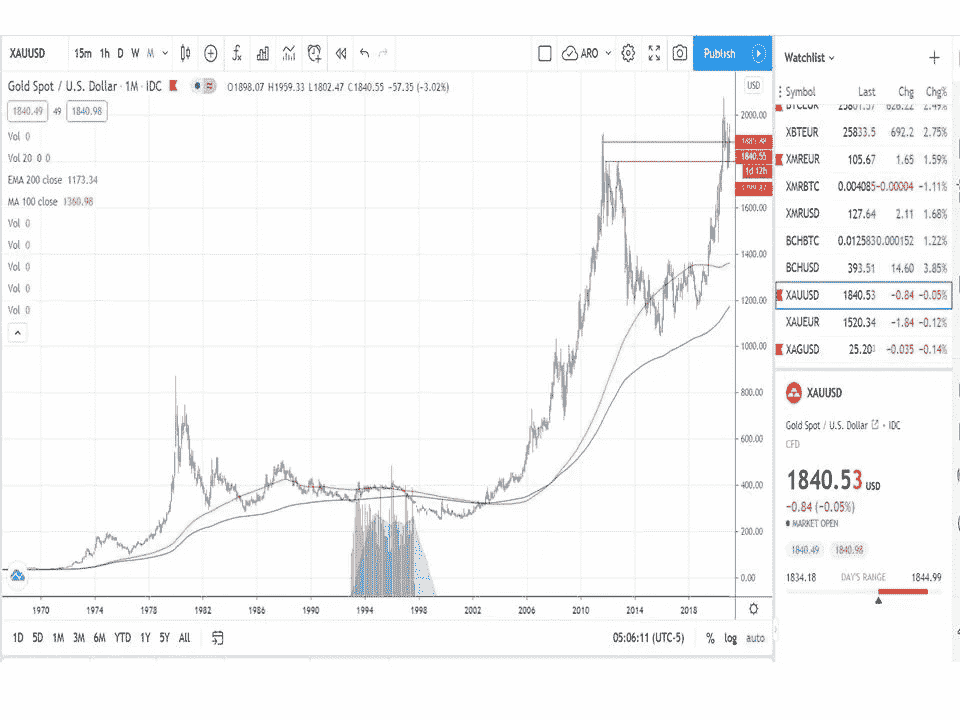 XAUUSD 15m 1h D W M ARO Publish
Watchlist
Gold Spot / U.S. Dollar · 1M · IDC O1898.07 H1959.33 L1802.47 C1840.55 −57.35 (−3.02%)
USD
Symbol Last Chg Chg%
1840.49 49 1840.98
BTCEUR
Vol 0
XBTEUR 25833.5 692.2 2.75%
Vol 20 0 0
XMREUR 105.67 1.65 1.59%
EMA 200 close 1173.34
XMRBTC 0.004085 −0.00004 −1.11%
MA 100 close 1360.98
XMRUSD 127.64 2.11 1.68%
Vol 0
BCHBTC 0.012583 0.000152 1.22%
Vol 0
BCHUSD 393.51 14.60 3.85%
Vol 0
XAUUSD 1840.53 −0.84 −0.05%
Vol 0
XAUEUR 1520.34 −1.84 −0.12%
Vol 0
XAGUSD 25.203 −0.035 −0.14%
2000.00
1840.55
1d 12h
1600.00
1400.00
1200.00
1000.00
800.00
600.00
400.00
200.00
0.00
XAUUSD
Gold Spot / U.S. Dollar · IDC
CFD
1840.53 USD
−0.84 (−0.05%)
MARKET OPEN
1840.49 1840.98
1834.18 DAY'S RANGE 1844.99
1970 1974 1978 1982 1986 1990 1994 1998 2002 2006 2010 2014 2018
1D 5D 1M 3M 6M YTD 1Y 5Y All 05:06:11 (UTC-5) % log auto